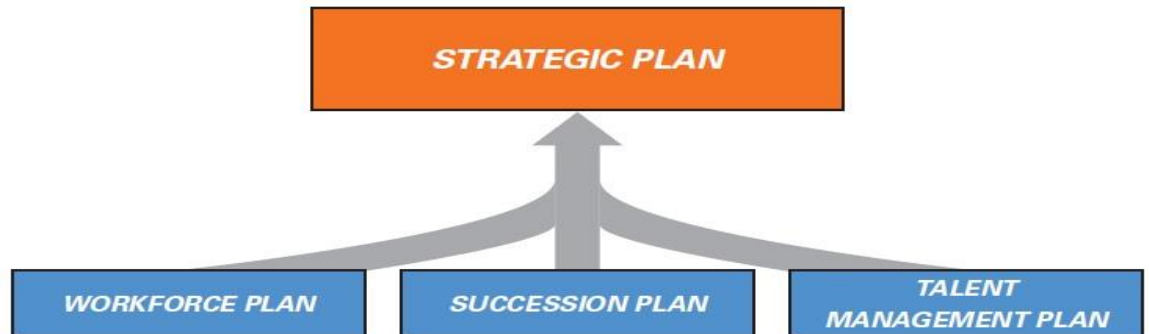 STRATEGIC PLAN
WORKFORCE PLAN
SUCCESSION PLAN
TALENT
MANAGEMENT PLAN